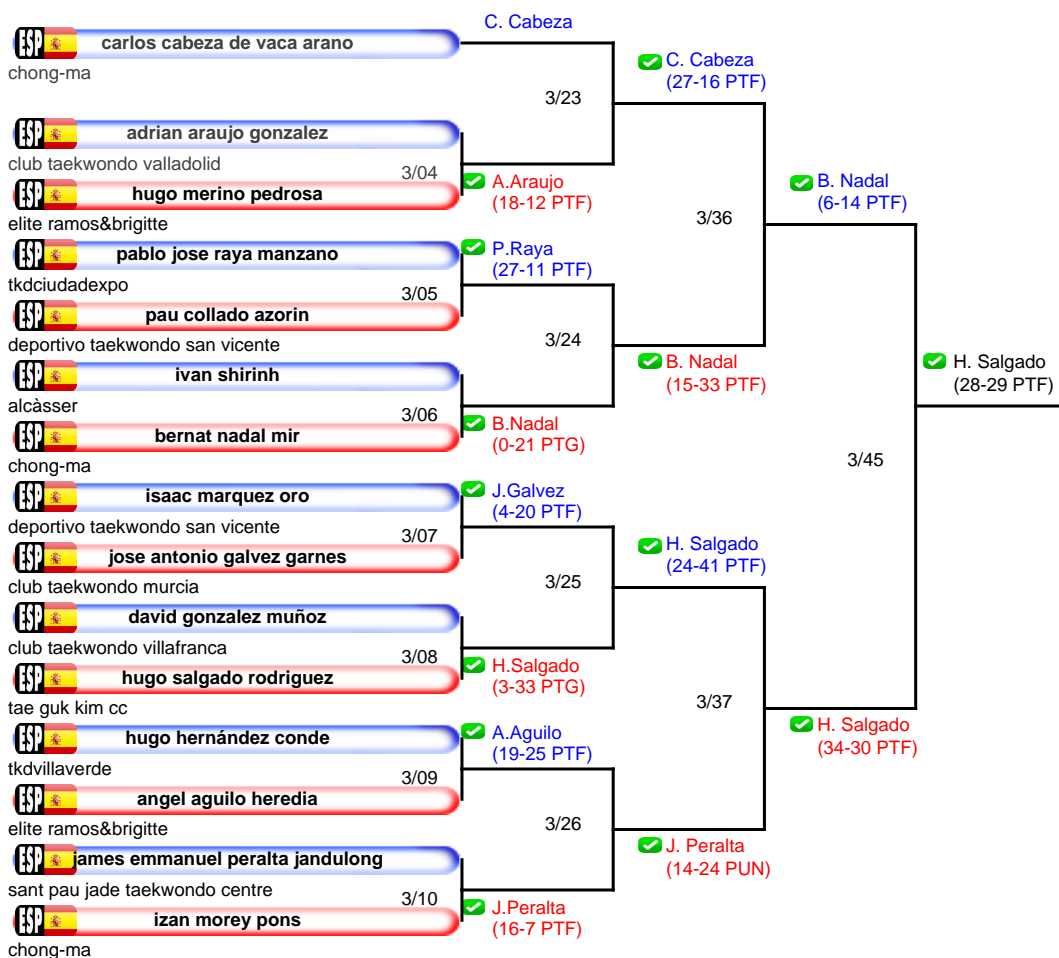 C. Cabeza
ESP carlos cabeza de vaca arano
chong-ma
C. Cabeza
(27-16 PTF)
3/23
ESP adrian araujo gonzalez
club taekwondo valladolid
3/04
A.Araujo
(18-12 PTF)
ESP hugo merino pedrosa
elite ramos&brigitte
B. Nadal
(6-14 PTF)
3/36
ESP pablo jose raya manzano
tkdciudadexpo
P.Raya
(27-11 PTF)
3/05
ESP pau collado azorin
deportivo taekwondo san vicente
3/24
B. Nadal
(15-33 PTF)
ESP ivan shirinh
alcàsser
3/06
B.Nadal
(0-21 PTG)
ESP bernat nadal mir
chong-ma
H. Salgado
(28-29 PTF)
3/45
ESP isaac marquez oro
deportivo taekwondo san vicente
J.Galvez
(4-20 PTF)
3/07
ESP jose antonio galvez garnes
club taekwondo murcia
H. Salgado
(24-41 PTF)
3/25
ESP david gonzalez muñoz
club taekwondo villafranca
3/08
H.Salgado
(3-33 PTG)
ESP hugo salgado rodriguez
tae guk kim cc
3/37
H. Salgado
(34-30 PTF)
ESP hugo hernández conde
tkdvillaverde
A.Aguilo
(19-25 PTF)
3/09
ESP angel aguilo heredia
elite ramos&brigitte
3/26
J. Peralta
(14-24 PUN)
ESP james emmanuel peralta jandulong
sant pau jade taekwondo centre
3/10
J.Peralta
(16-7 PTF)
ESP izan morey pons
chong-ma